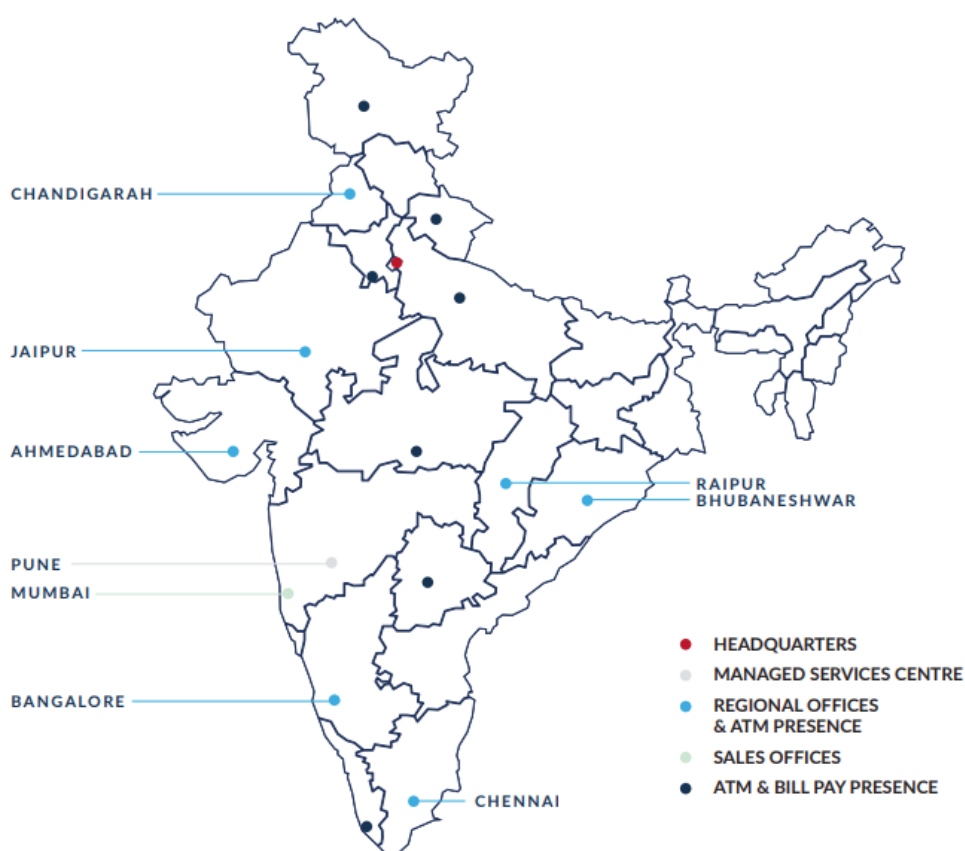 CHANDIGARAH
JAIPUR
AHMEDABAD
RAIPUR
BHUBANESHWAR
PUNE
MUMBAI
BANGALORE
CHENNAI
HEADQUARTERS
MANAGED SERVICES CENTRE
REGIONAL OFFICES
& ATM PRESENCE
SALES OFFICES
ATM & BILL PAY PRESENCE